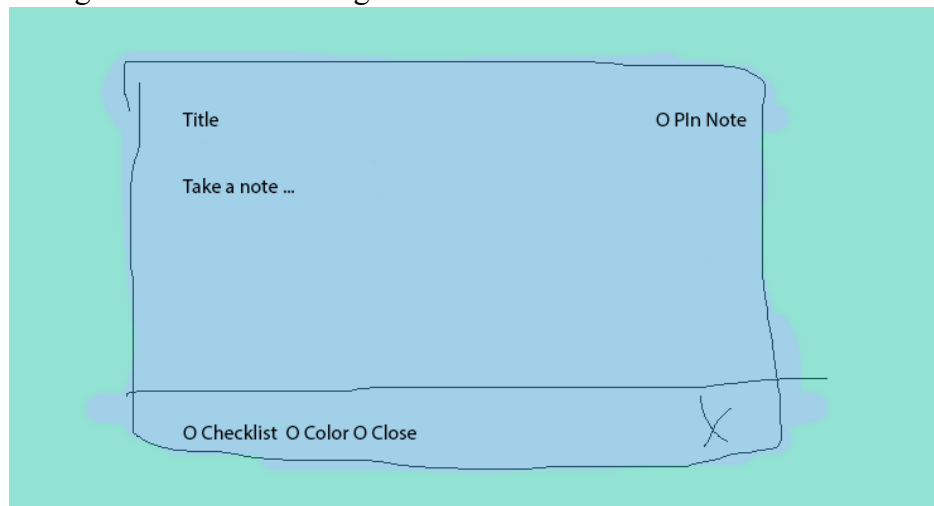 Title O PIn Note
Take a note ...
O Checklist O Color O Close